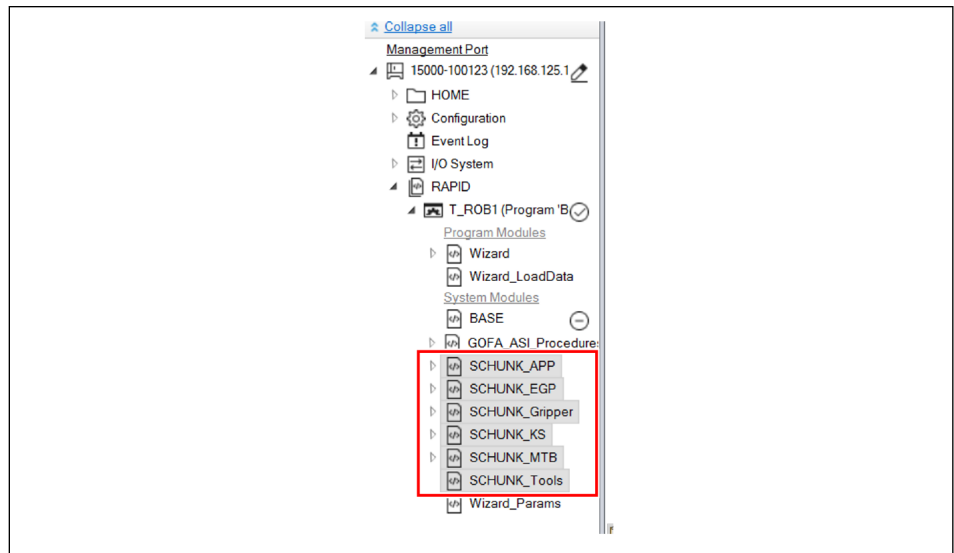 Collapse all
Management Port
15000-100123 (192.168.125.1
HOME
Configuration
Event Log
I/O System
RAPID
T_ROB1 (Program 'B
Program Modules
Wizard
Wizard_LoadData
System Modules
BASE
GOFA_ASI_Procedure
SCHUNK_APP
SCHUNK_EGP
SCHUNK_Gripper
SCHUNK_KS
SCHUNK_MTB
SCHUNK_Tools
Wizard_Params